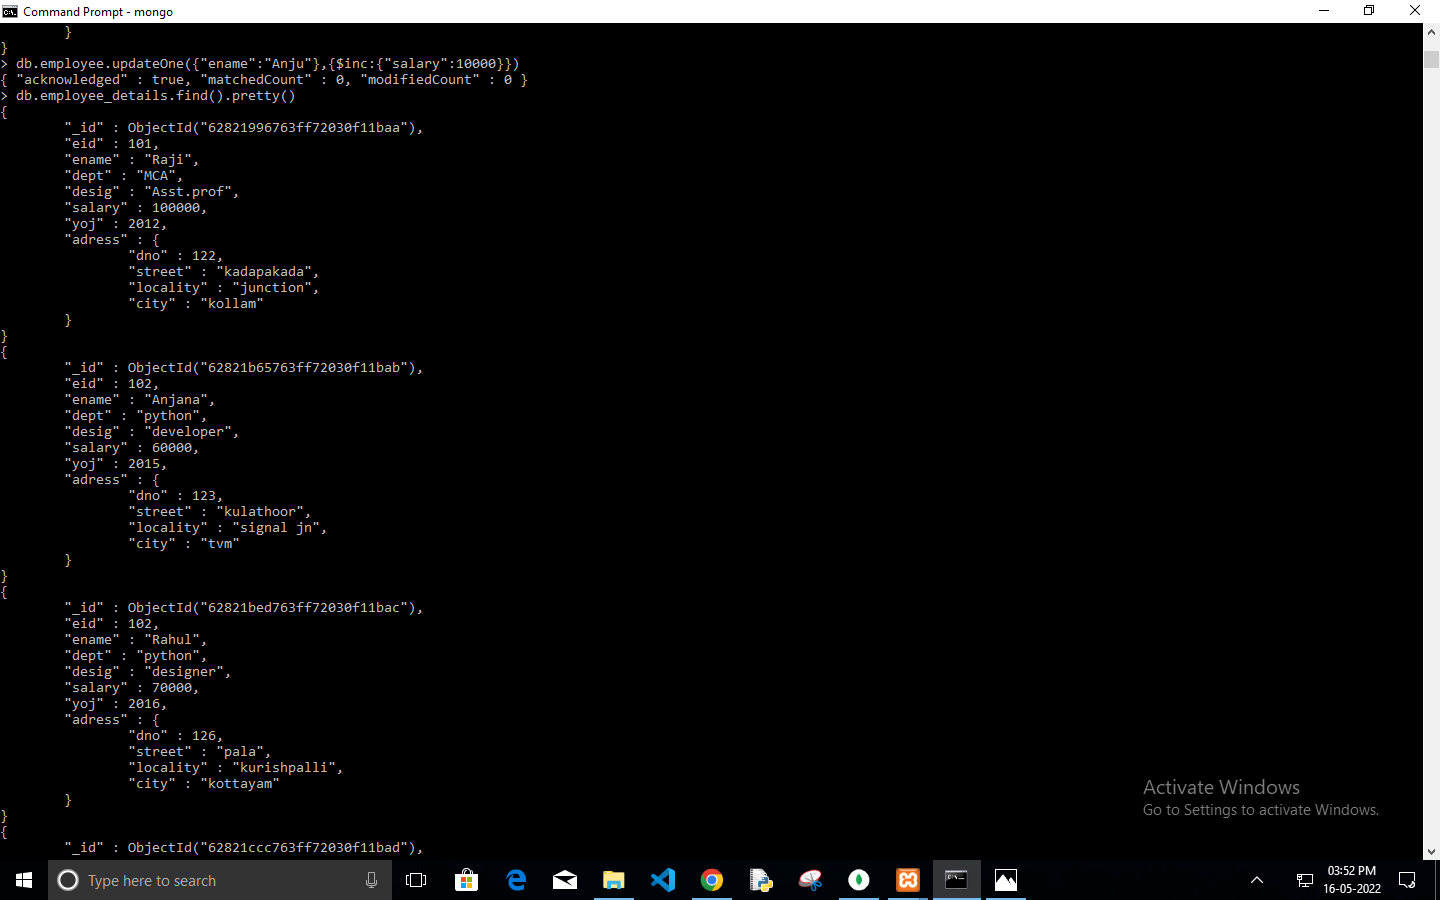 Command Prompt - mongo
        }
}
> db.employee.updateOne({"ename":"Anju"},{$inc:{"salary":10000}})
{ "acknowledged" : true, "matchedCount" : 0, "modifiedCount" : 0 }
> db.employee_details.find().pretty()
{
        "_id" : ObjectId("62821996763ff72030f11baa"),
        "eid" : 101,
        "ename" : "Raji",
        "dept" : "MCA",
        "desig" : "Asst.prof",
        "salary" : 100000,
        "yoj" : 2012,
        "adress" : {
                "dno" : 122,
                "street" : "kadapakada",
                "locality" : "junction",
                "city" : "kollam"
        }
}
{
        "_id" : ObjectId("62821b65763ff72030f11bab"),
        "eid" : 102,
        "ename" : "Anjana",
        "dept" : "python",
        "desig" : "developer",
        "salary" : 60000,
        "yoj" : 2015,
        "adress" : {
                "dno" : 123,
                "street" : "kulathoor",
                "locality" : "signal jn",
                "city" : "tvm"
        }
}
{
        "_id" : ObjectId("62821bed763ff72030f11bac"),
        "eid" : 102,
        "ename" : "Rahul",
        "dept" : "python",
        "desig" : "designer",
        "salary" : 70000,
        "yoj" : 2016,
        "adress" : {
                "dno" : 126,
                "street" : "pala",
                "locality" : "kurishpalli",
                "city" : "kottayam"
        }
}
{
        "_id" : ObjectId("62821ccc763ff72030f11bad"),
Activate Windows
Go to Settings to activate Windows.
Type here to search
03:52 PM
16-05-2022